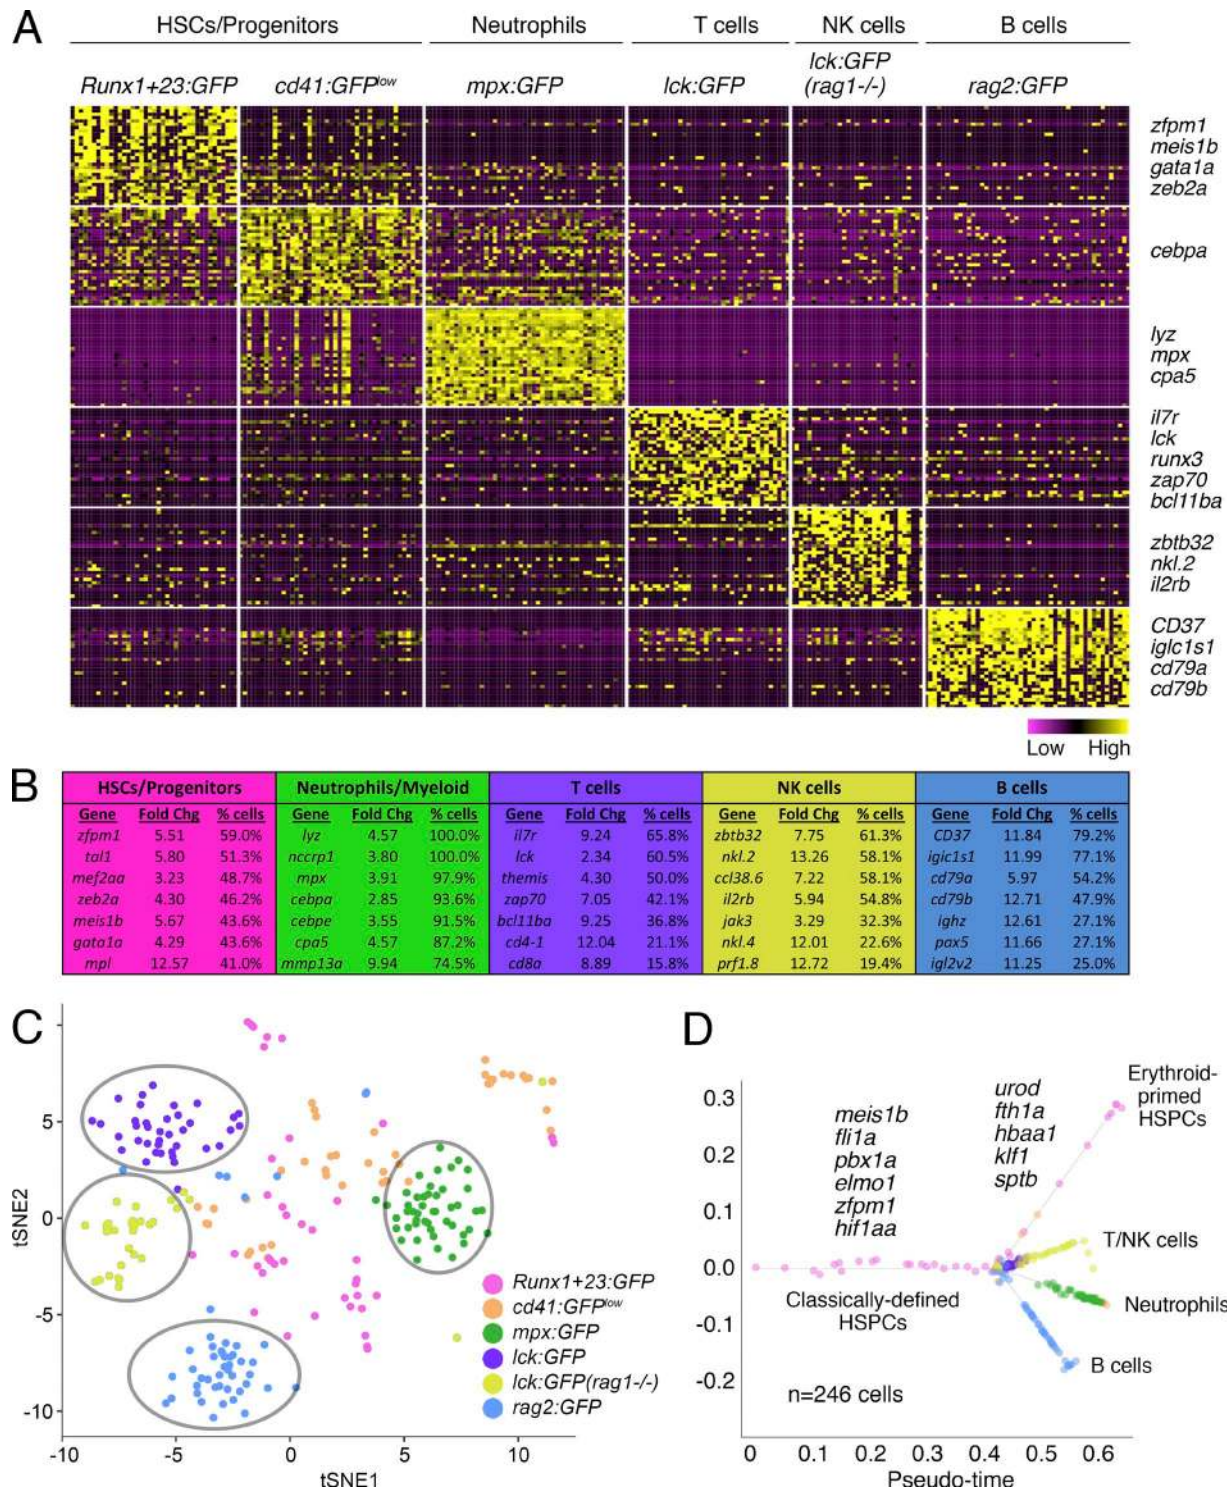 A
HSCs/Progenitors Neutrophils T cells NK cells B cells
Runx1+23:GFP cd41:GFPlow mpx:GFP lck:GFP lck:GFP (rag1-/-) rag2:GFP
zfpm1
meis1b
gata1a
zeb2a
cebpa
lyz
mpx
cpa5
il7r
lck
runx3
zap70
bcl11ba
zbtb32
nkl.2
il2rb
CD37
iglc1s1
cd79a
cd79b
Low High
B
HSCs/Progenitors Neutrophils/Myeloid T cells NK cells B cells
Gene Fold Chg % cells Gene Fold Chg % cells Gene Fold Chg % cells Gene Fold Chg % cells Gene Fold Chg % cells
zfpm1 5.51 59.0% lyz 4.57 100.0% il7r 9.24 65.8% zbtb32 7.75 61.3% CD37 11.84 79.2%
tal1 5.80 51.3% nccrp1 3.80 100.0% lck 2.34 60.5% nkl.2 13.26 58.1% igic1s1 11.99 77.1%
mef2aa 3.23 48.7% mpx 3.91 97.9% themis 4.30 50.0% ccl38.6 7.22 58.1% cd79a 5.97 54.2%
zeb2a 4.30 46.2% cebpa 2.85 93.6% zap70 7.05 42.1% il2rb 5.94 54.8% cd79b 12.71 47.9%
meis1b 5.67 43.6% cebpe 3.55 91.5% bcl11ba 9.25 36.8% jak3 3.29 32.3% ighz 12.61 27.1%
gata1a 4.29 43.6% cpa5 4.57 87.2% cd4-1 12.04 21.1% nkl.4 12.01 22.6% pax5 11.66 27.1%
mpl 12.57 41.0% mmp13a 9.94 74.5% cd8a 8.89 15.8% prf1.8 12.72 19.4% igl2v2 11.25 25.0%
C
tSNE2
5
0
-5
-10
-10 -5 0 5 10
tSNE1
Runx1+23:GFP
cd41:GFPlow
mpx:GFP
lck:GFP
lck:GFP(rag1-/-)
rag2:GFP
D
0.3
0.2
0.1
0.0
-0.1
-0.2
meis1b
fli1a
pbx1a
elmo1
zfpm1
hif1aa
urod
fth1a
hbaa1
klf1
sptb
Erythroid-
primed
HSPCs
T/NK cells
Neutrophils
B cells
Classically-defined
HSPCs
n=246 cells
0 0.1 0.2 0.3 0.4 0.5 0.6
Pseudo-time